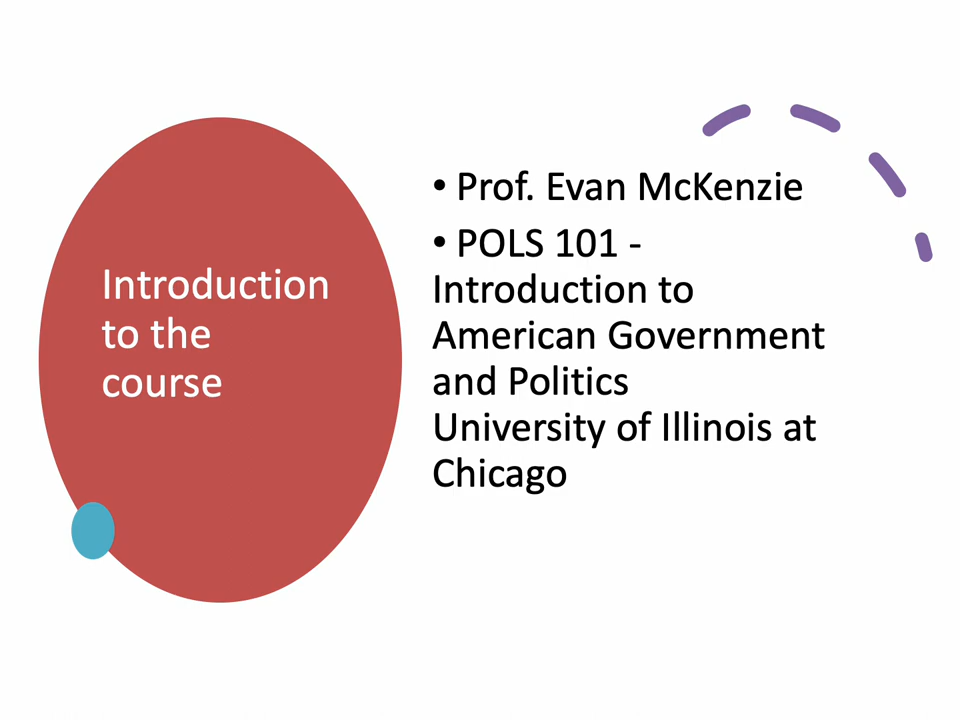 Introduction
to the
course
• Prof. Evan McKenzie
• POLS 101 -
Introduction to
American Government
and Politics
University of Illinois at
Chicago